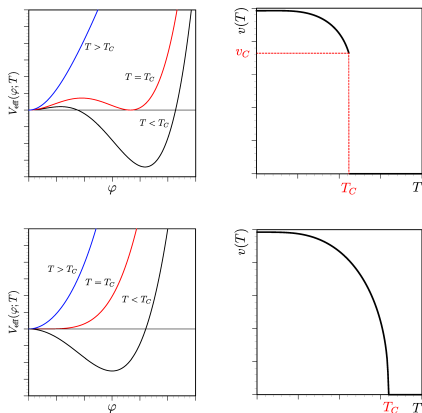 V_eff(φ;T)
T > T_C
T = T_C
T < T_C
φ
v(T)
v_C
T_C
T
V_eff(φ;T)
T > T_C
T = T_C
T < T_C
φ
v(T)
T_C
T